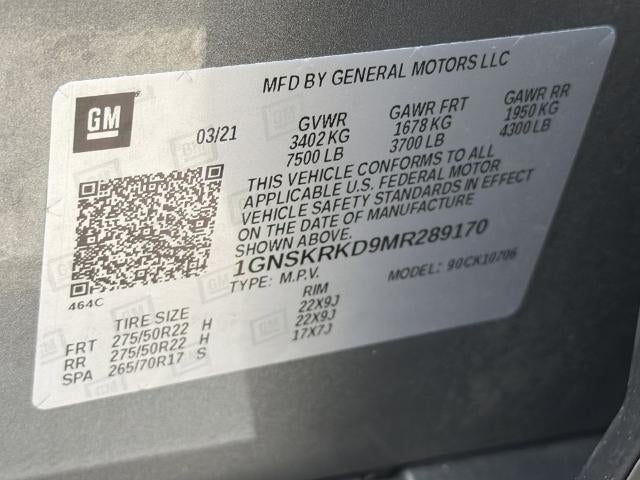 MFD BY GENERAL MOTORS LLC
GM
03/21
GVWR GAWR FRT GAWR RR
3402 KG 1678 KG 1950 KG
7500 LB 3700 LB 4300 LB
THIS VEHICLE CONFORMS TO ALL
APPLICABLE U.S. FEDERAL MOTOR
VEHICLE SAFETY STANDARDS IN EFFECT
ON THE DATE OF MANUFACTURE
SHOWN ABOVE.
1GNSKRKD9MR289170
TYPE: M.P.V. MODEL: 90CK10706
464C
TIRE SIZE RIM
FRT 275/50R22 H 22X9J
RR 275/50R22 H 22X9J
SPA 265/70R17 S 17X7J